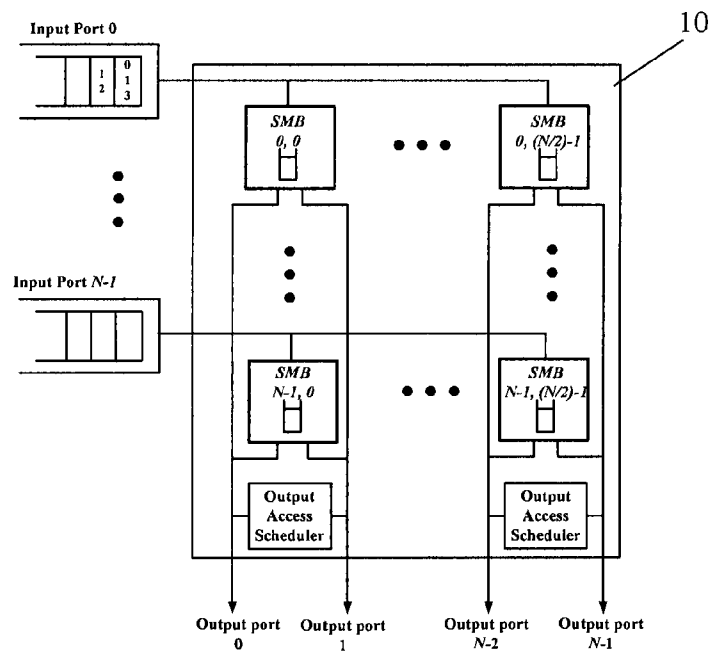 Input Port 0
10
0
1
1
2
3
SMB
0, 0
SMB
0, (N/2)-1
Input Port N-1
SMB
N-1, 0
SMB
N-1, (N/2)-1
Output
Access
Scheduler
Output
Access
Scheduler
Output port
0
Output port
1
Output port
N-2
Output port
N-1